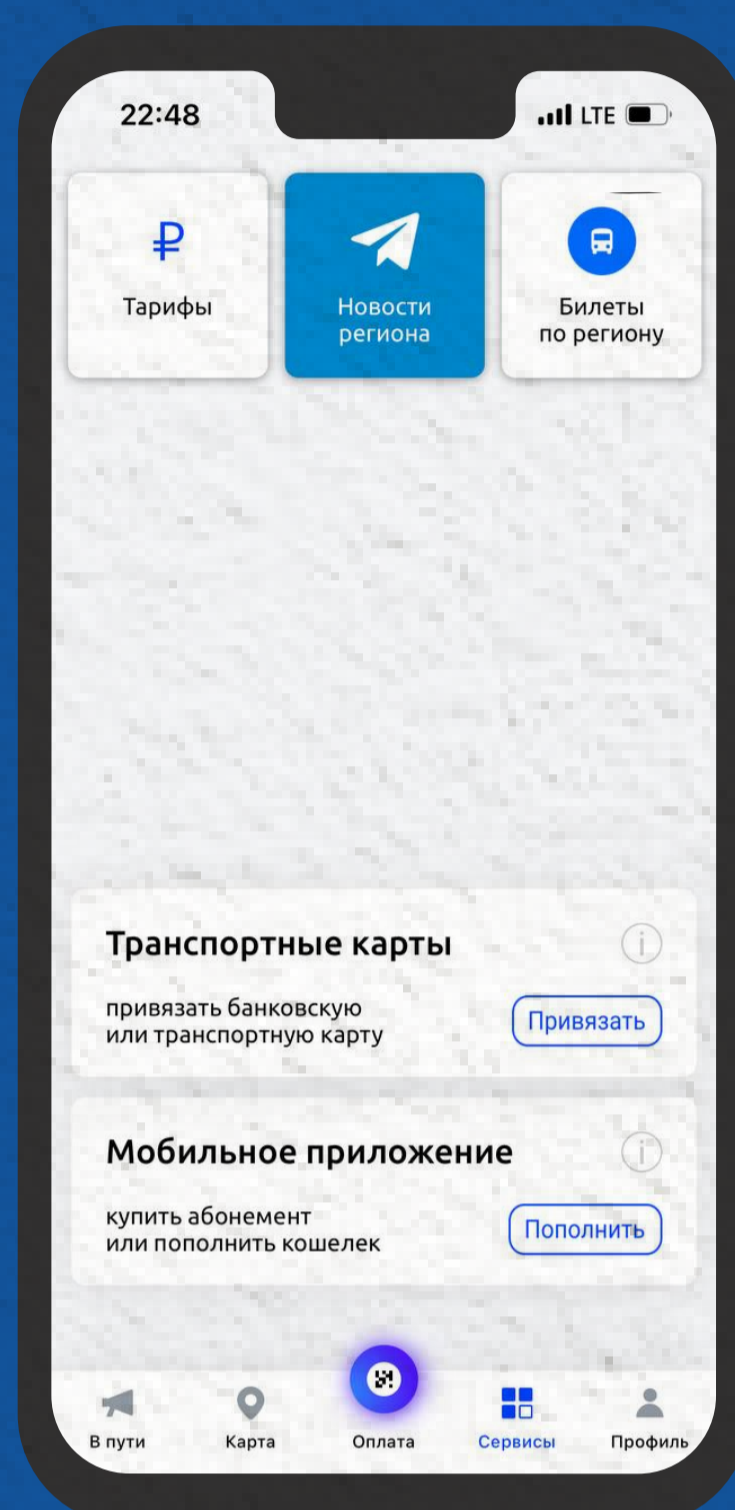 22:48
LTE
₽
Тарифы
Новости
региона
Билеты
по региону
Транспортные карты
i
привязать банковскую
или транспортную карту
Привязать
Мобильное приложение
i
купить абонемент
или пополнить кошелек
Пополнить
В пути
Карта
Оплата
Сервисы
Профиль